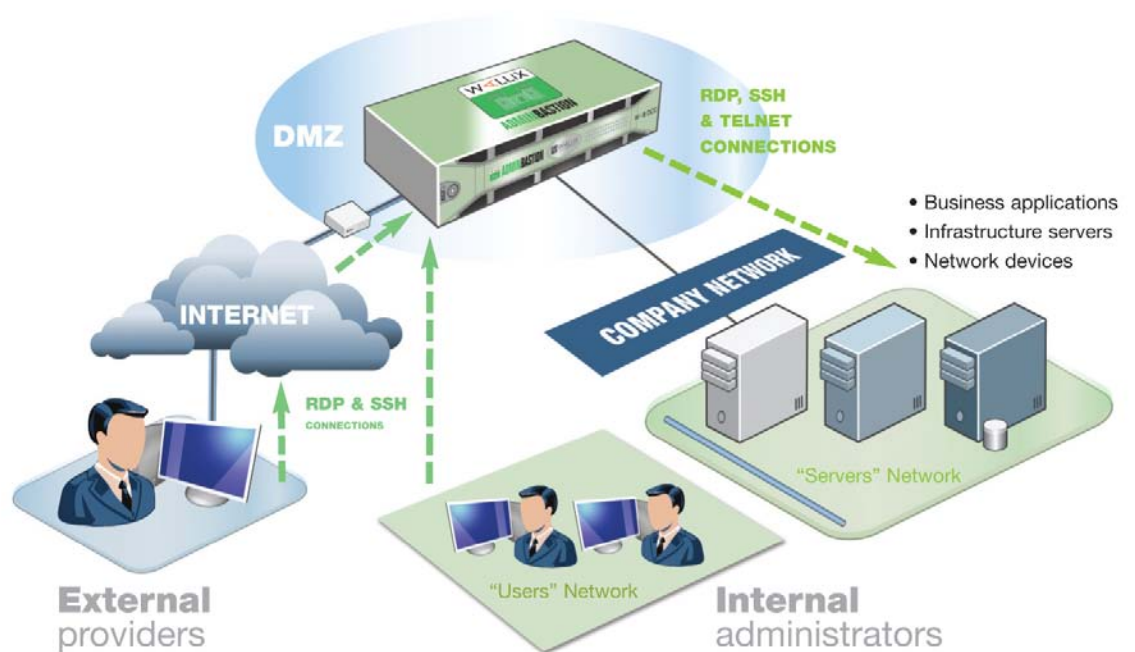 WALLIX
ADMINBASTION
ADMINBASTION
DMZ
RDP, SSH
& TELNET
CONNECTIONS
• Business applications
• Infrastructure servers
• Network devices
INTERNET
COMPANY NETWORK
RDP & SSH
CONNECTIONS
"Servers" Network
"Users" Network
External
providers
Internal
administrators